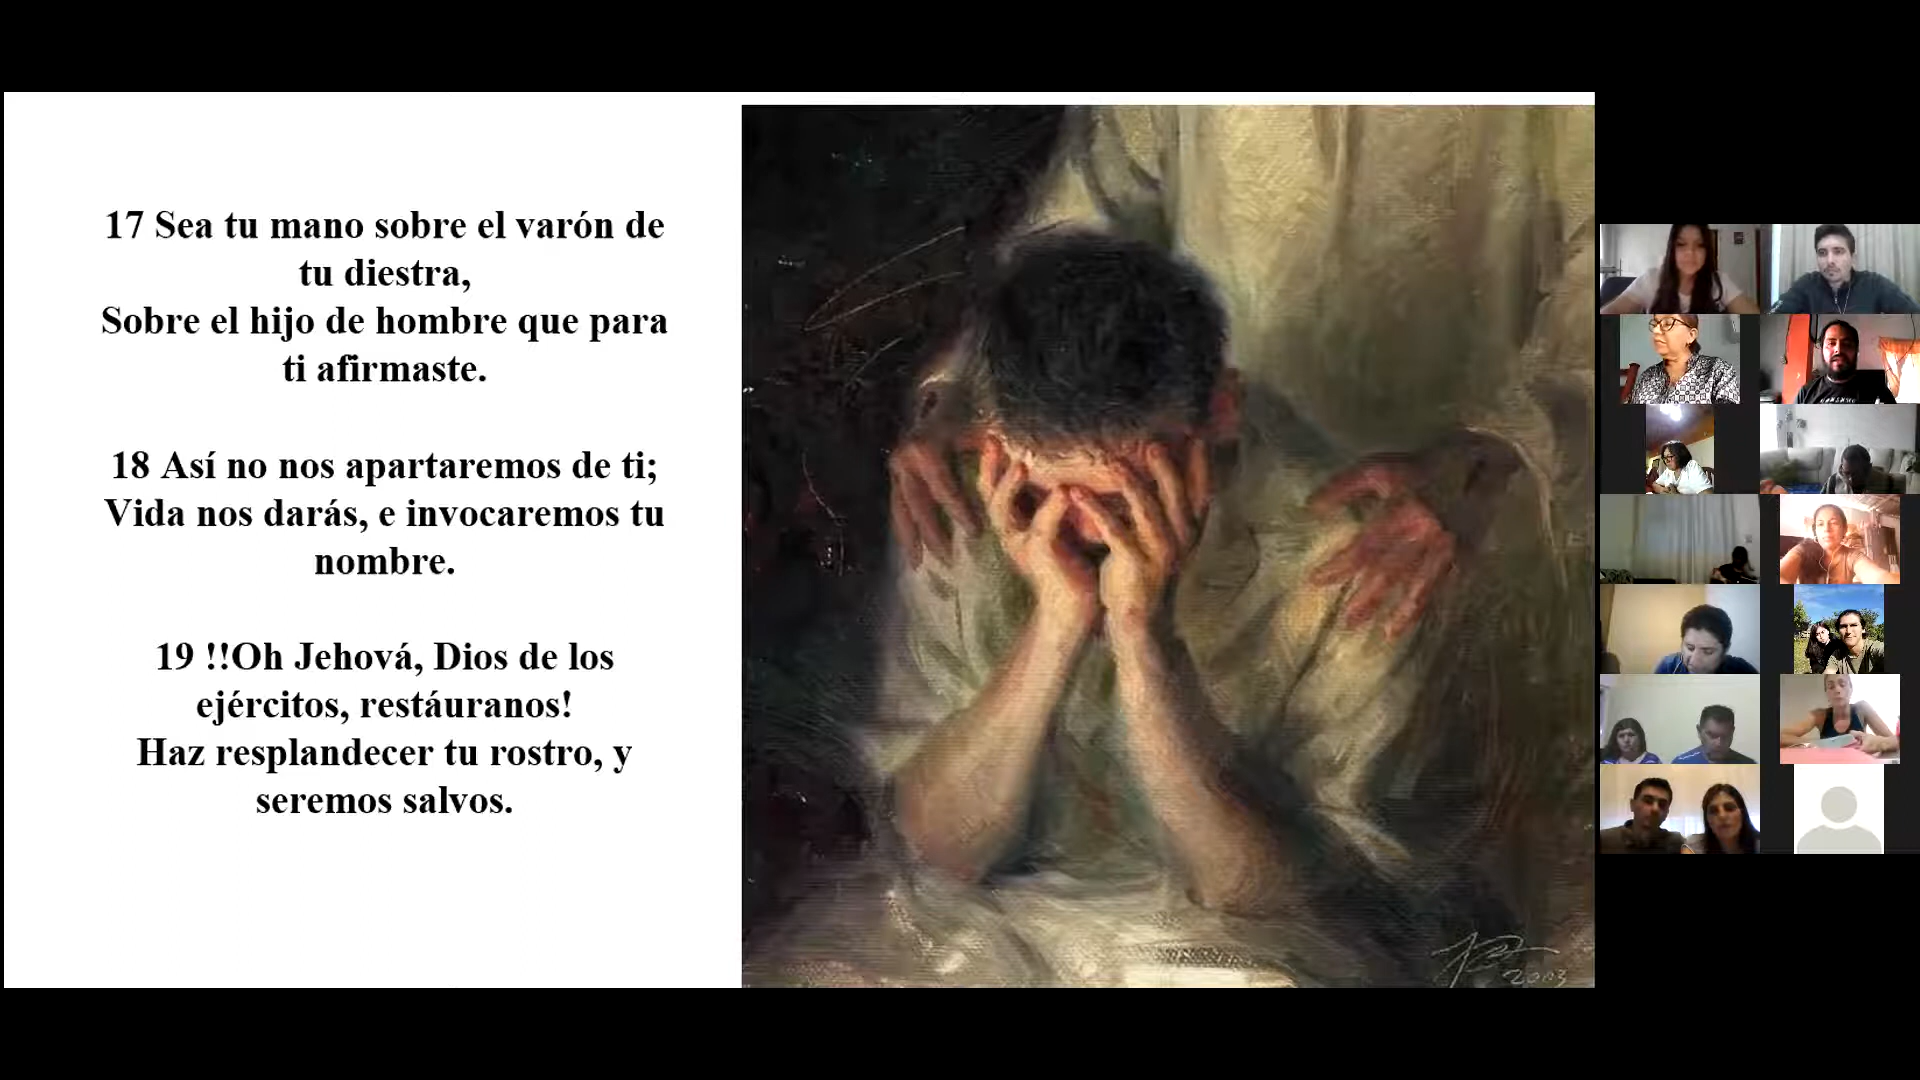 17 Sea tu mano sobre el varón de
tu diestra,
Sobre el hijo de hombre que para
ti afirmaste.
18 Así no nos apartaremos de ti;
Vida nos darás, e invocaremos tu
nombre.
19 !!Oh Jehová, Dios de los
ejércitos, restáuranos!
Haz resplandecer tu rostro, y
seremos salvos.
2003